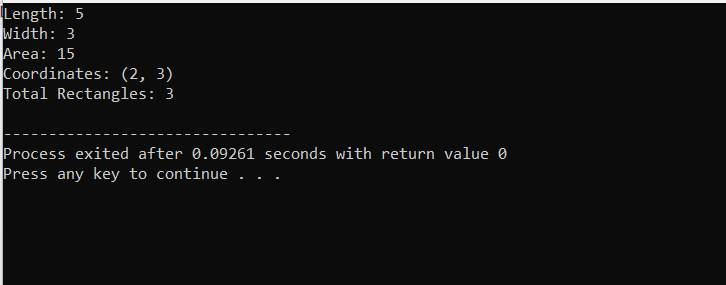 Length: 5
Width: 3
Area: 15
Coordinates: (2, 3)
Total Rectangles: 3
--------------------------------
Process exited after 0.09261 seconds with return value 0
Press any key to continue . . .